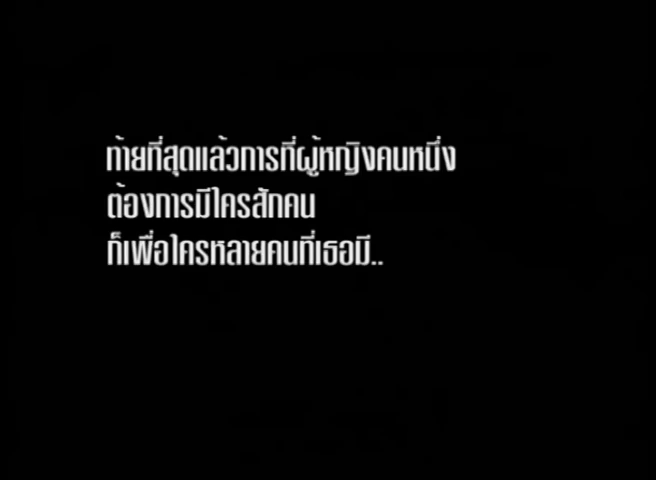 ท้ายที่สุดแล้วการที่ผู้หญิงคนหนึ่ง
ต้องการมีใครสักคน
ก็เพื่อใครหลายคนที่เธอมี..